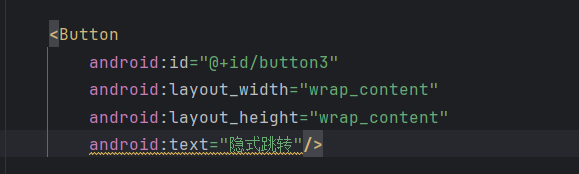 <Button
android:id="@+id/button3"
android:layout_width="wrap_content"
android:layout_height="wrap_content"
android:text="隐式跳转"/>